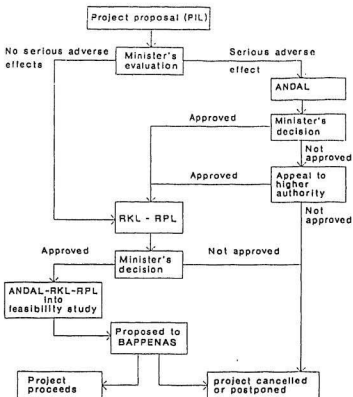 Project proposal (PIL)
No serious adverse
effects
Minister's
evaluation
Serious adverse
effect
ANDAL
Approved
Minister's
decision
Not
approved
Approved
Appeal to
higher
authority
Not
approved
RKL - RPL
Approved
Minister's
decision
Not approved
ANDAL-RKL-RPL
into
feasibility study
Proposed to
BAPPENAS
Project
proceeds
project cancelled
or postponed